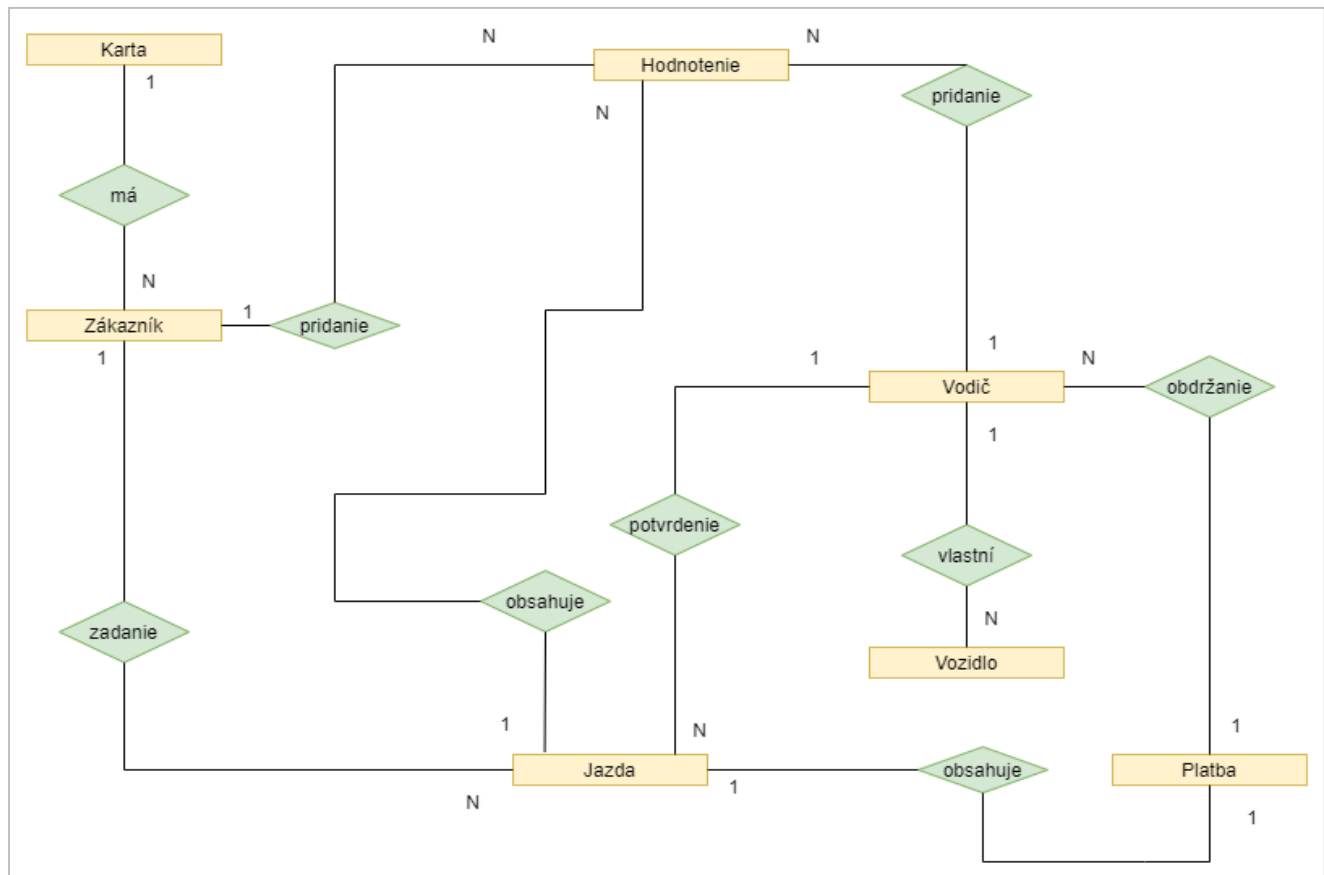 Karta
N
Hodnotenie
N
1
pridanie
N
má
N
1
Zákazník
pridanie
1
1
1
N
Vodič
obdržanie
1
potvrdenie
vlastní
obsahuje
zadanie
N
Vozidlo
1
N
1
Jazda
obsahuje
Platba
1
N
1